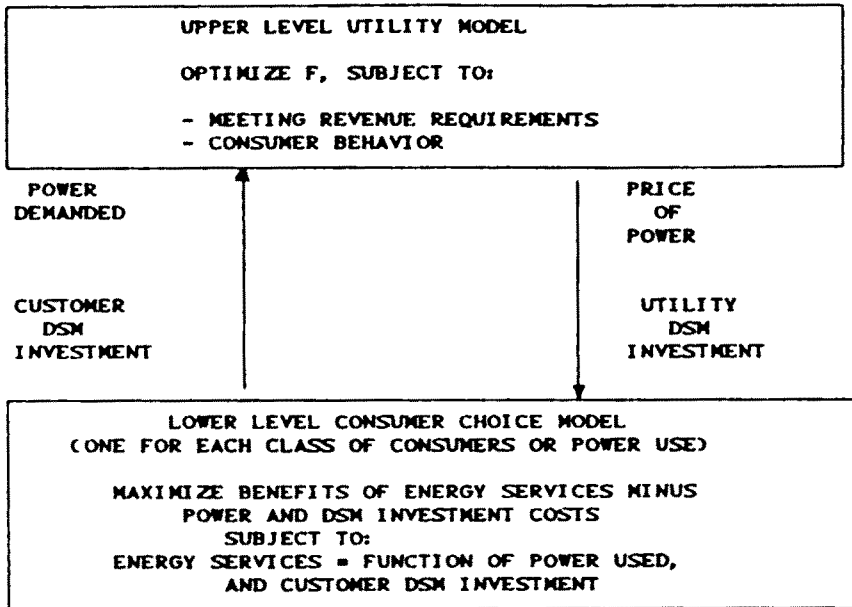 UPPER LEVEL UTILITY MODEL
OPTIMIZE F, SUBJECT TO:
- MEETING REVENUE REQUIREMENTS
- CONSUMER BEHAVIOR
POWER
DEMANDED
PRICE
OF
POWER
CUSTOMER
DSM
INVESTMENT
UTILITY
DSM
INVESTMENT
LOWER LEVEL CONSUMER CHOICE MODEL
(ONE FOR EACH CLASS OF CONSUMERS OR POWER USE)
MAXIMIZE BENEFITS OF ENERGY SERVICES MINUS
POWER AND DSM INVESTMENT COSTS
SUBJECT TO:
ENERGY SERVICES = FUNCTION OF POWER USED,
AND CUSTOMER DSM INVESTMENT